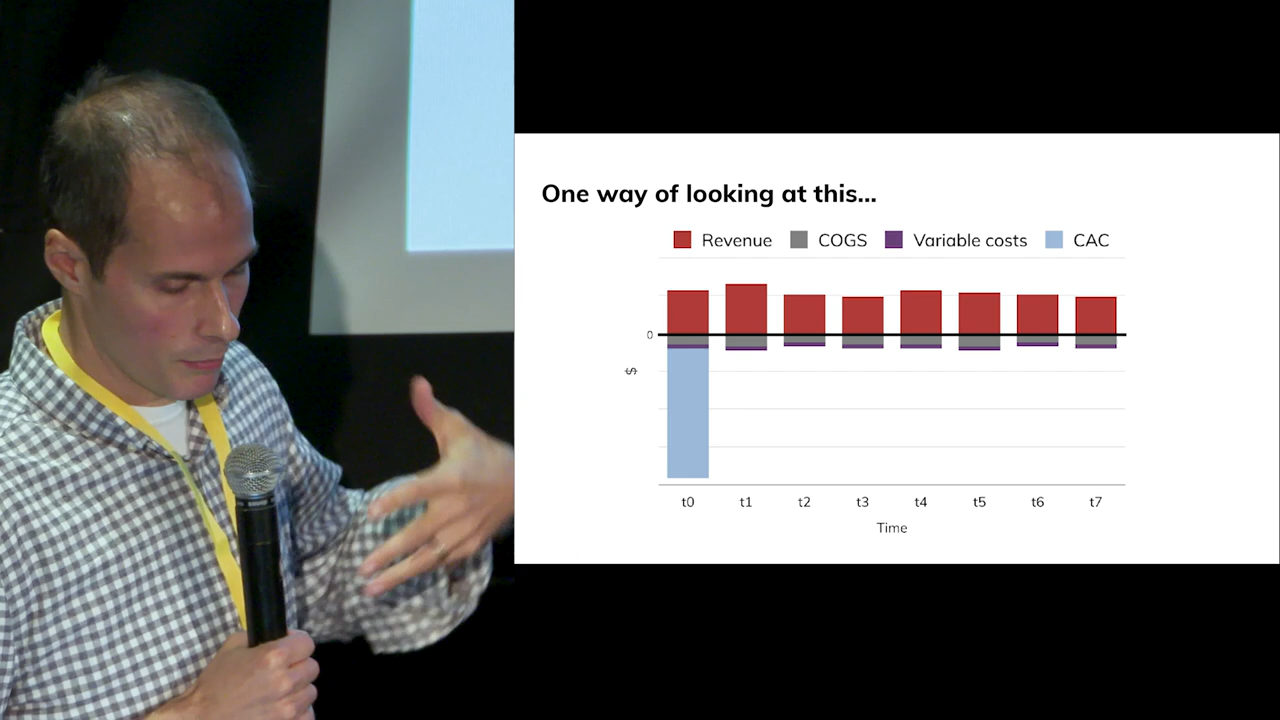 One way of looking at this...
Revenue COGS Variable costs CAC
0
$
t0 t1 t2 t3 t4 t5 t6 t7
Time